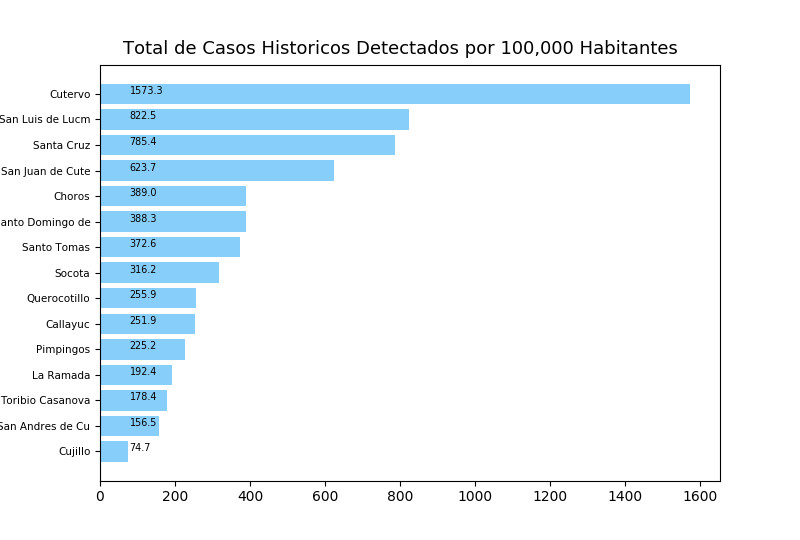 Total de Casos Historicos Detectados por 100,000 Habitantes
Cutervo 1573.3
San Luis de Lucm 822.5
Santa Cruz 785.4
San Juan de Cute 623.7
Choros 389.0
anto Domingo de 388.3
Santo Tomas 372.6
Socota 316.2
Querocotillo 255.9
Callayuc 251.9
Pimpingos 225.2
La Ramada 192.4
Toribio Casanova 178.4
San Andres de Cu 156.5
Cujillo 74.7
0 200 400 600 800 1000 1200 1400 1600